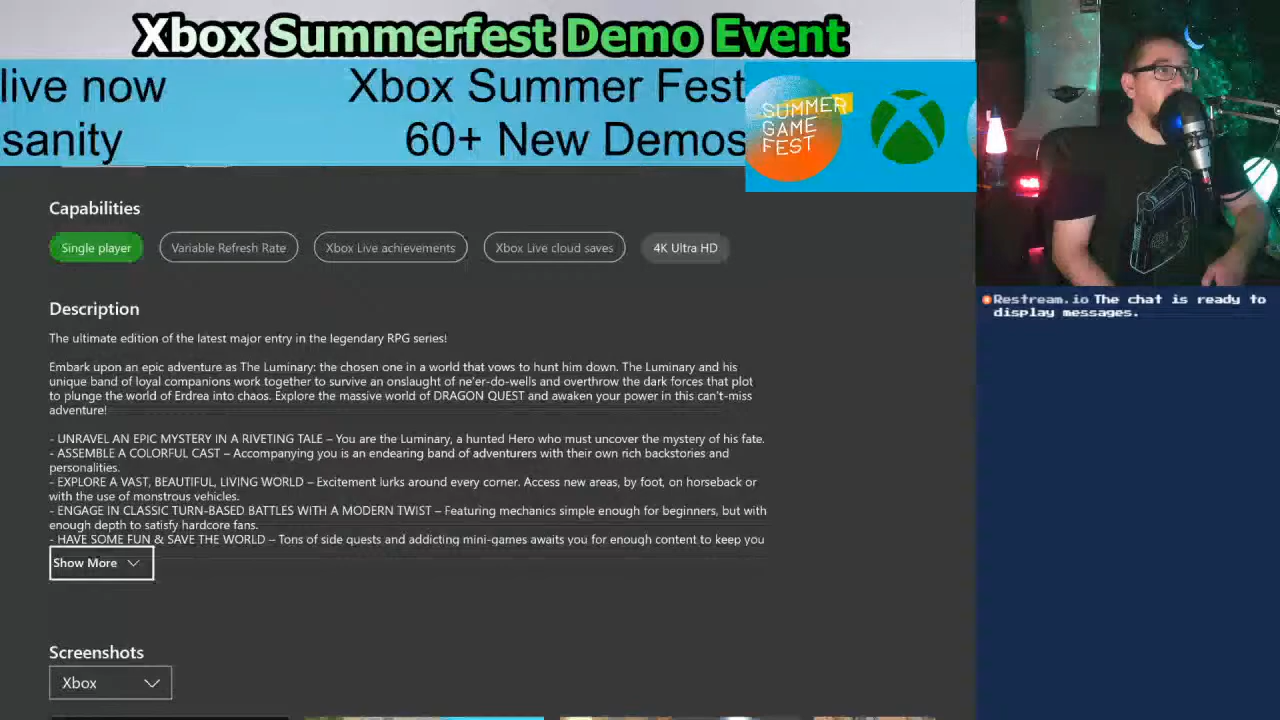 Xbox Summerfest Demo Event
live now
Xbox Summer Fest
sanity
60+ New Demos
SUMMER
GAME
FEST
Capabilities
Single player
Variable Refresh Rate
Xbox Live achievements
Xbox Live cloud saves
4K Ultra HD
Description
The ultimate edition of the latest major entry in the legendary RPG series!
Embark upon an epic adventure as The Luminary: the chosen one in a world that vows to hunt him down. The Luminary and his
unique band of loyal companions work together to survive an onslaught of ne'er-do-wells and overthrow the dark forces that plot
to plunge the world of Erdrea into chaos. Explore the massive world of DRAGON QUEST and awaken your power in this can't-miss
adventure!
- UNRAVEL AN EPIC MYSTERY IN A RIVETING TALE – You are the Luminary, a hunted Hero who must uncover the mystery of his fate.
- ASSEMBLE A COLORFUL CAST – Accompanying you is an endearing band of adventurers with their own rich backstories and
personalities.
- EXPLORE A VAST, BEAUTIFUL, LIVING WORLD – Excitement lurks around every corner. Access new areas, by foot, on horseback or
with the use of monstrous vehicles.
- ENGAGE IN CLASSIC TURN-BASED BATTLES WITH A MODERN TWIST – Featuring mechanics simple enough for beginners, but with
enough depth to satisfy hardcore fans.
- HAVE SOME FUN & SAVE THE WORLD – Tons of side quests and addicting mini-games awaits you for enough content to keep you
Show More
Screenshots
Xbox
Restream.io The chat is ready to
display messages.